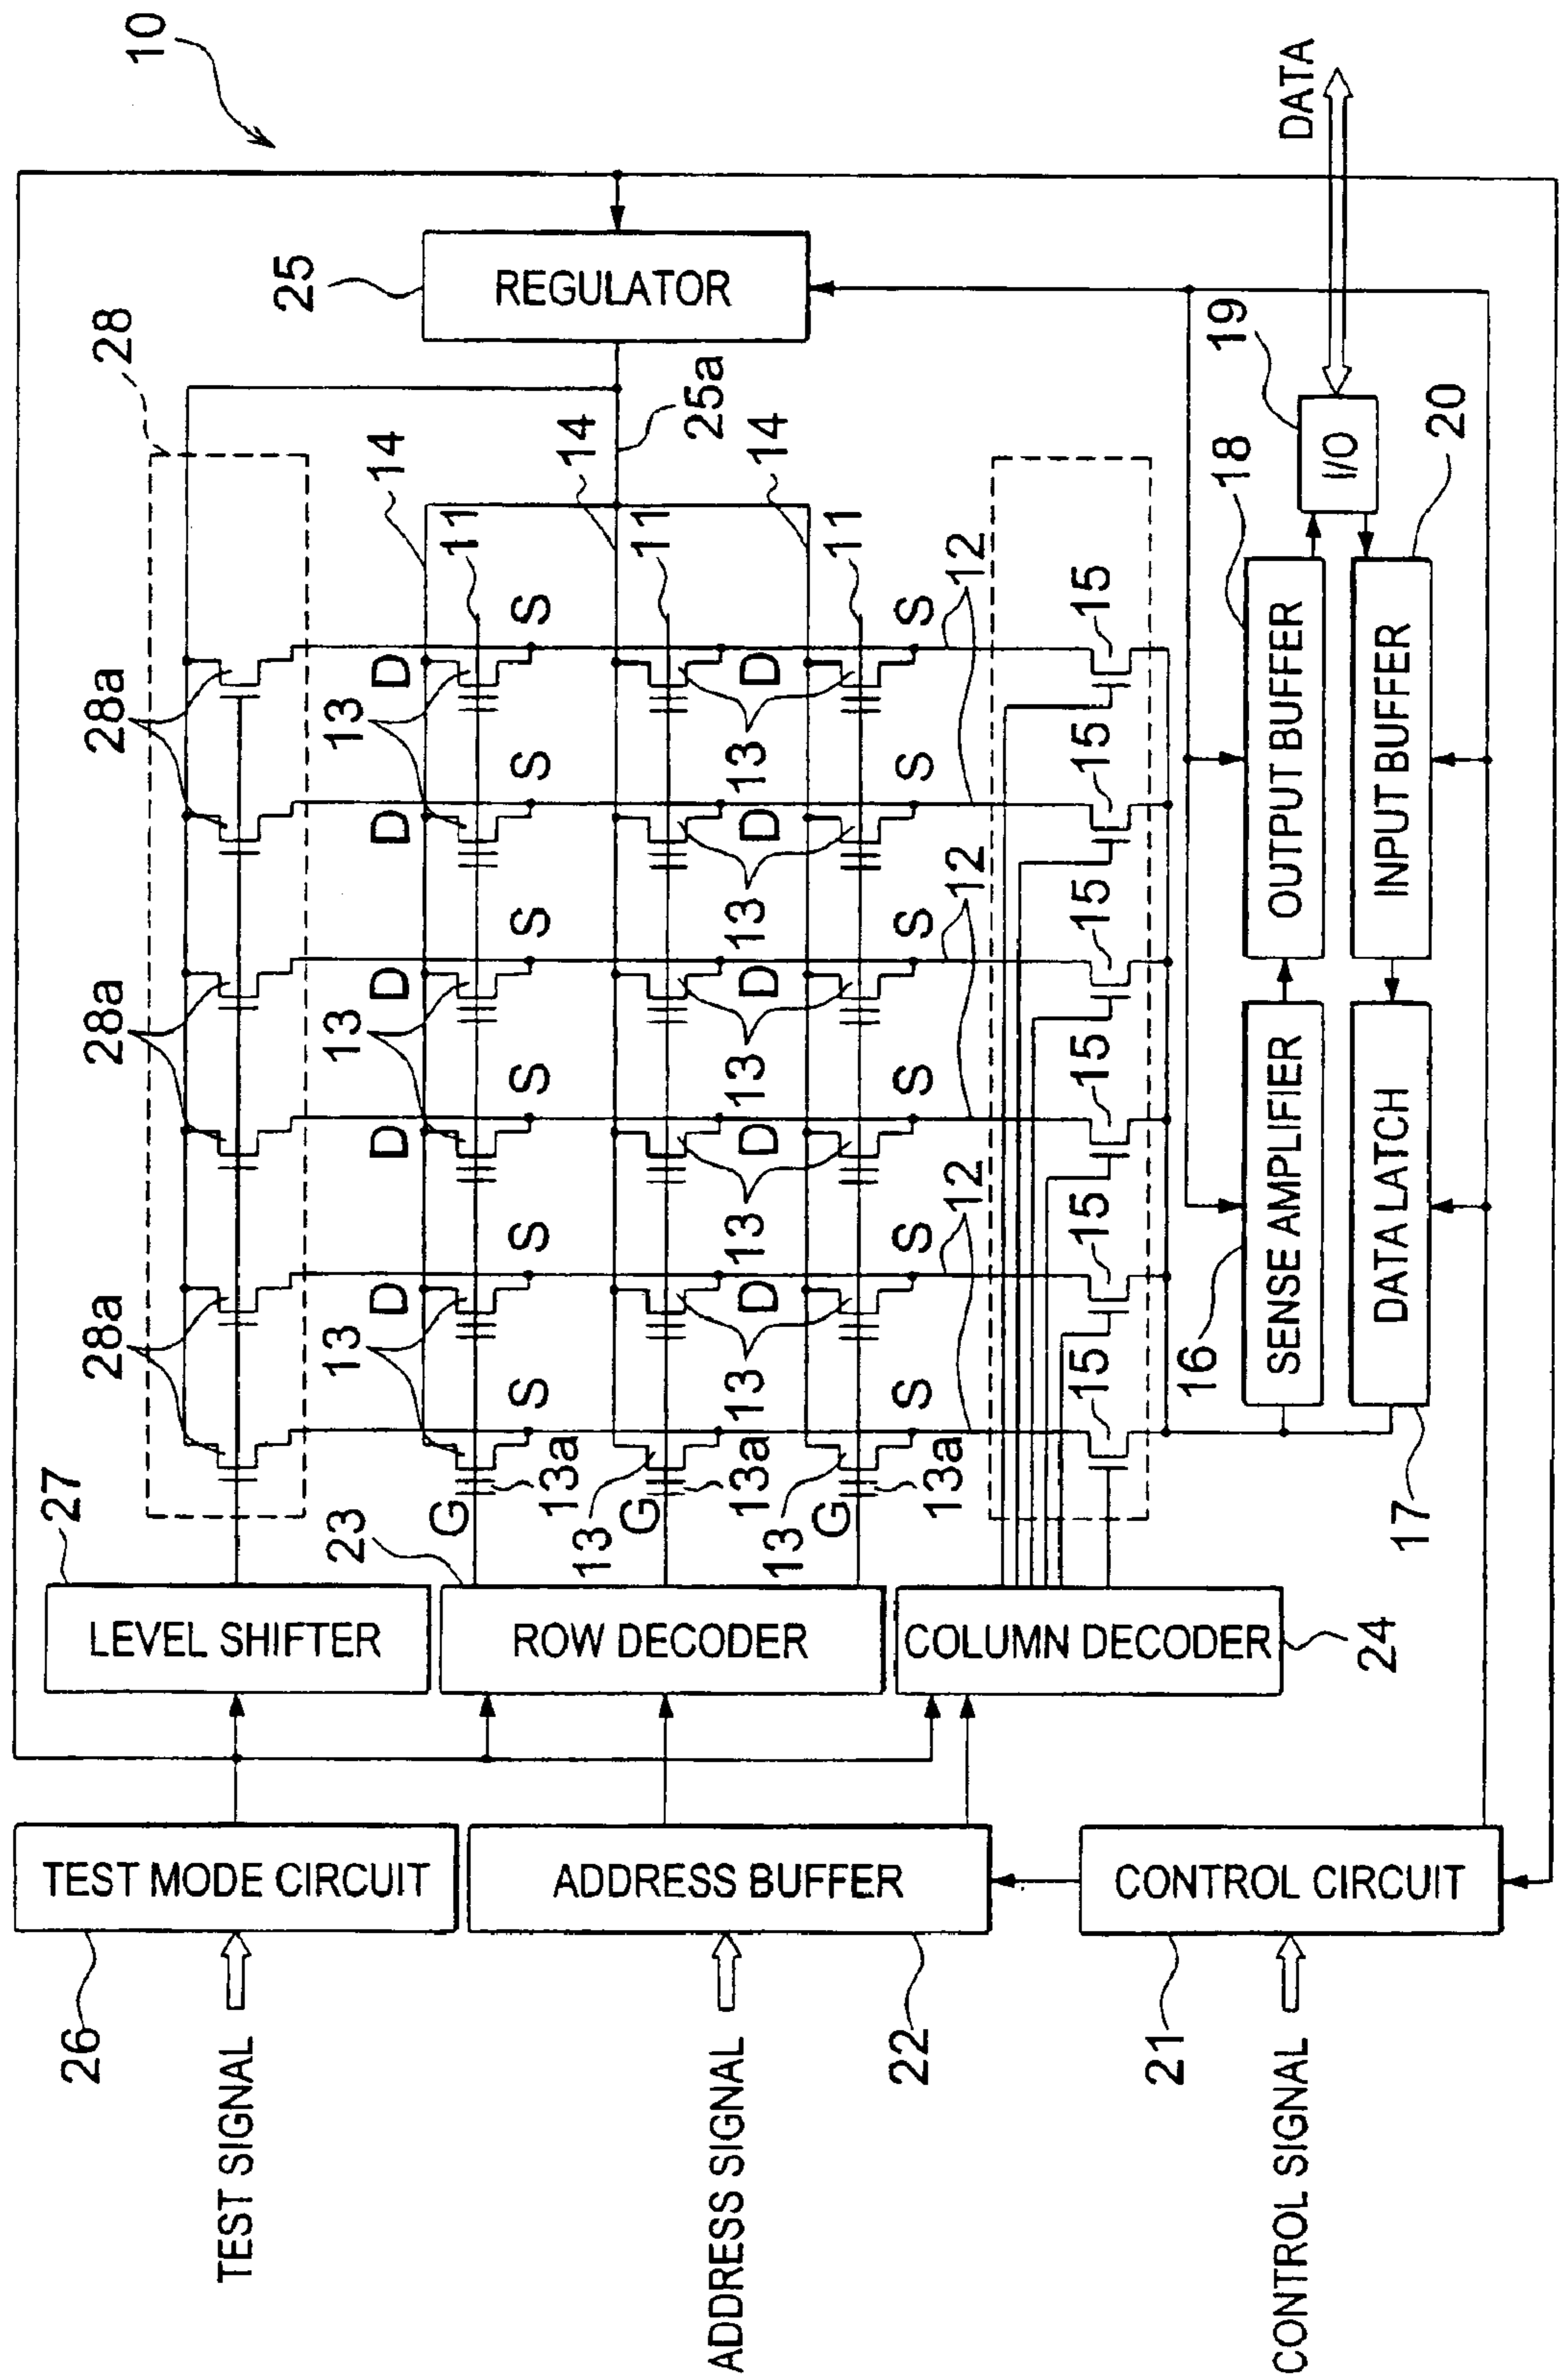 10
TEST SIGNAL
26
TEST MODE CIRCUIT
27
LEVEL SHIFTER
28a
28a
28a
28
25
REGULATOR
23
ROW DECODER
G
G
G
13a
13a
13a
13
13
13
13
13
13
13
13
13
13
13
D
D
D
D
D
D
D
D
D
D
S
S
S
S
S
S
S
S
S
S
S
S
14
14
14
11
11
11
25a
12
12
12
ADDRESS SIGNAL
22
ADDRESS BUFFER
24
COLUMN DECODER
15
15
15
15
15
15
CONTROL SIGNAL
21
CONTROL CIRCUIT
16
SENSE AMPLIFIER
18
OUTPUT BUFFER
17
DATA LATCH
20
INPUT BUFFER
19
I/O
DATA